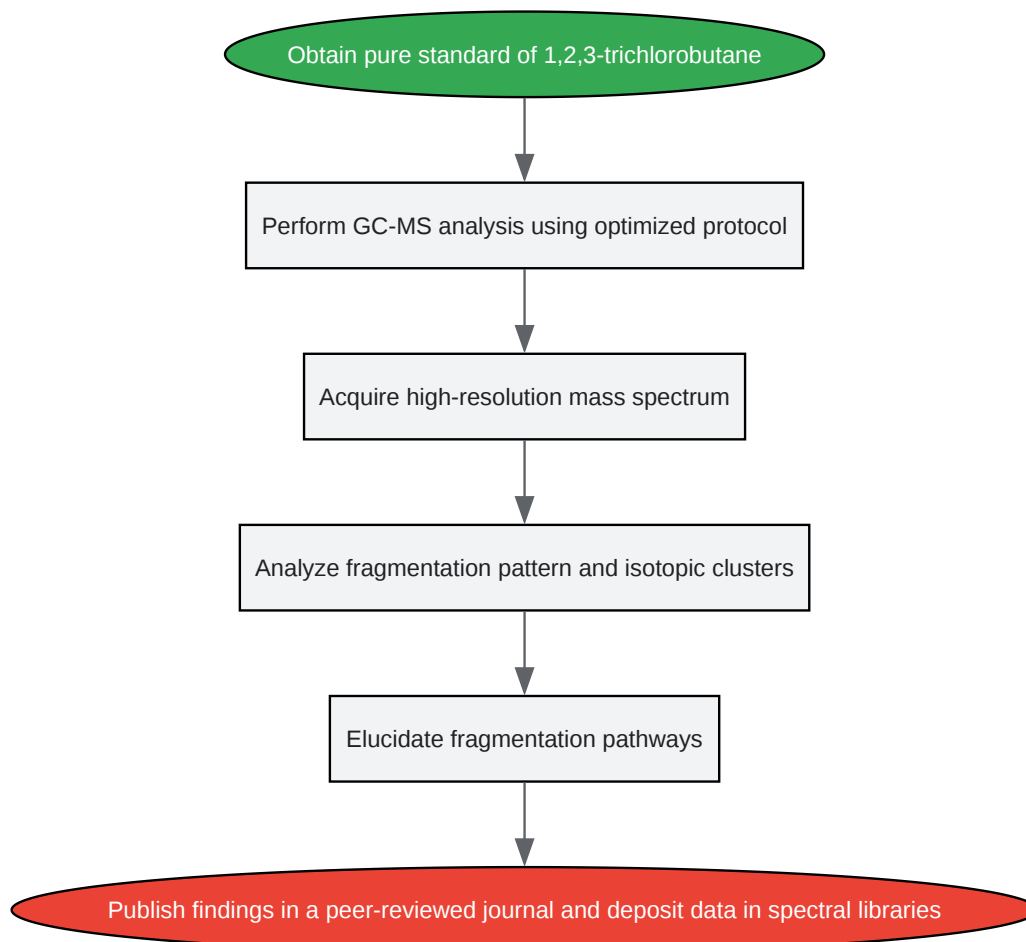 Obtain pure standard of 1,2,3-trichlorobutane
Perform GC-MS analysis using optimized protocol
Acquire high-resolution mass spectrum
Analyze fragmentation pattern and isotopic clusters
Elucidate fragmentation pathways
Publish findings in a peer-reviewed journal and deposit data in spectral libraries